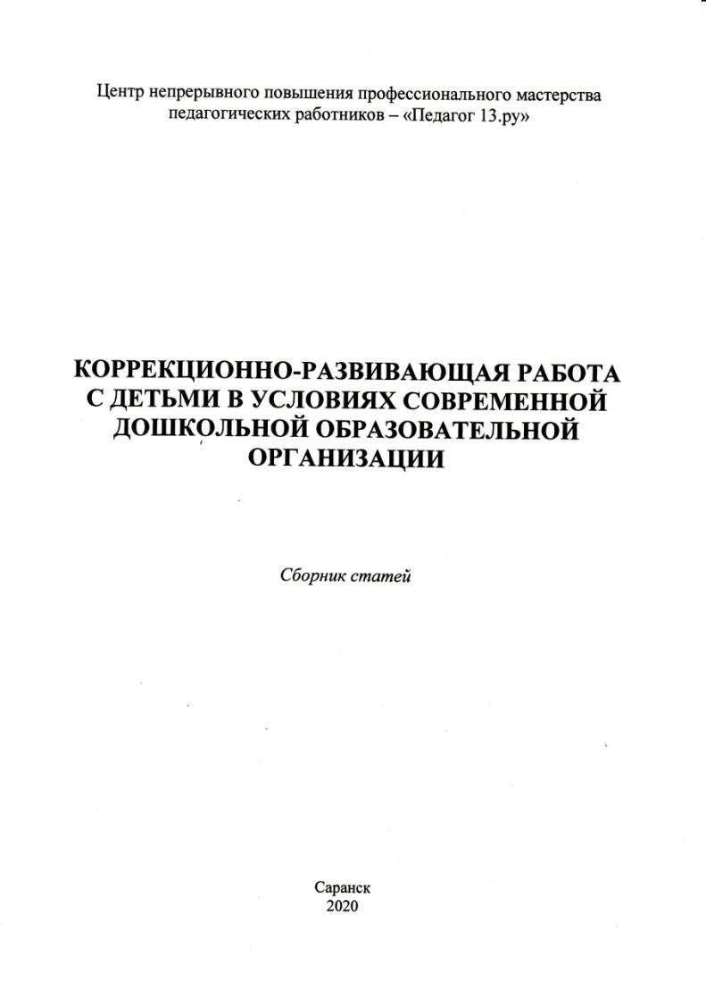 Центр непрерывного повышения профессионального мастерства
педагогических работников – «Педагог 13.ру»
КОРРЕКЦИОННО-РАЗВИВАЮЩАЯ РАБОТА
С ДЕТЬМИ В УСЛОВИЯХ СОВРЕМЕННОЙ
ДОШКОЛЬНОЙ ОБРАЗОВАТЕЛЬНОЙ
ОРГАНИЗАЦИИ
Сборник статей
Саранск
2020